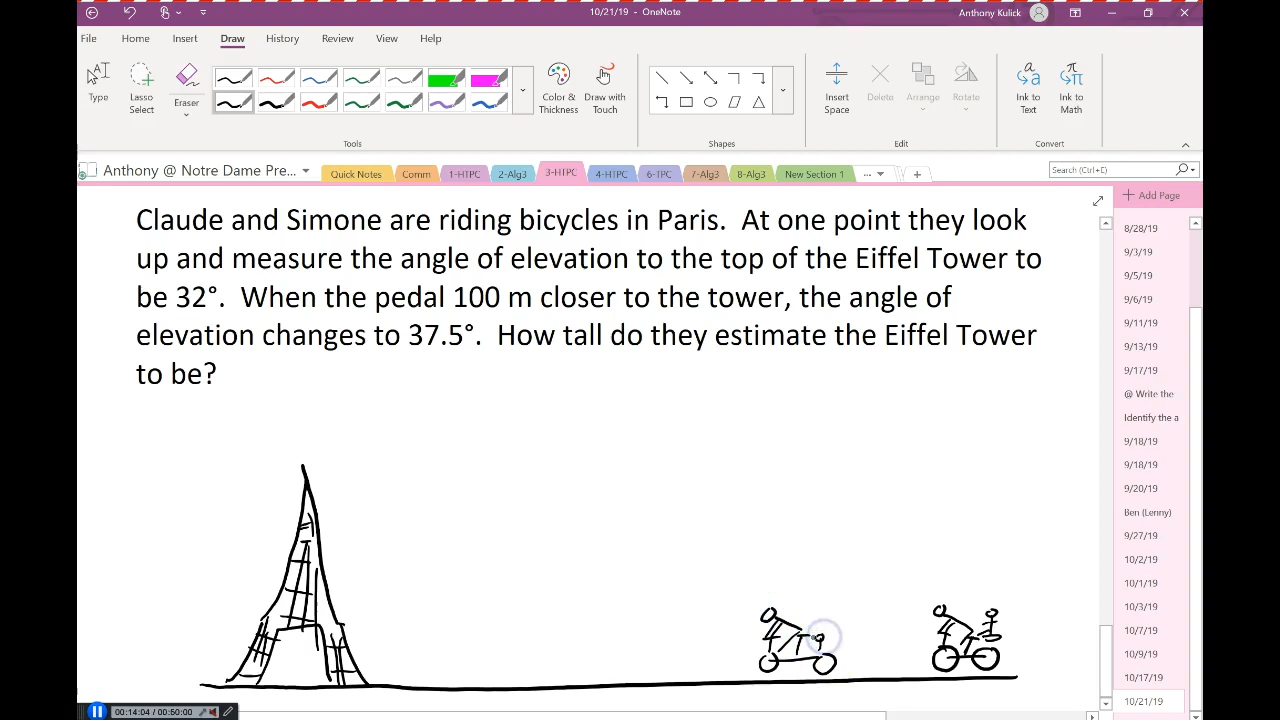 10/21/19 - OneNote
Anthony Kulick
File Home Insert Draw History Review View Help
Type
Lasso Select
Eraser
Color & Thickness
Draw with Touch
Insert Space
Delete
Arrange
Rotate
Ink to Text
Ink to Math
Tools
Shapes
Edit
Convert
Anthony @ Notre Dame Pre...
Quick Notes Comm 1-HTPC 2-Alg3 3-HTPC 4-HTPC 6-TPC 7-Alg3 8-Alg3 New Section 1 ... +
Search (Ctrl+E)
Claude and Simone are riding bicycles in Paris. At one point they look
up and measure the angle of elevation to the top of the Eiffel Tower to
be 32°. When the pedal 100 m closer to the tower, the angle of
elevation changes to 37.5°. How tall do they estimate the Eiffel Tower
to be?
+ Add Page
8/28/19
9/3/19
9/5/19
9/6/19
9/11/19
9/13/19
9/17/19
@ Write the
Identify the a
9/18/19
9/18/19
9/20/19
Ben (Lenny)
9/27/19
10/2/19
10/1/19
10/3/19
10/7/19
10/9/19
10/17/19
10/21/19
00:14:04 / 00:50:00